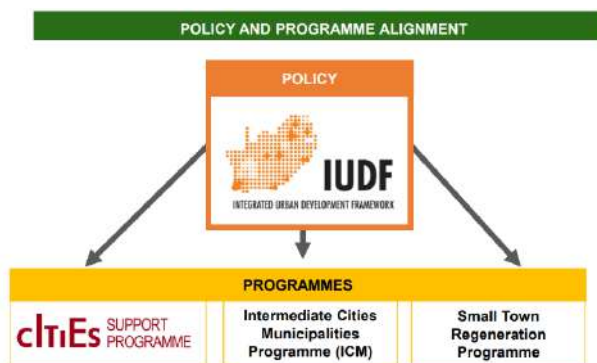 POLICY AND PROGRAMME ALIGNMENT
POLICY
IUDF
INTEGRATED URBAN DEVELOPMENT FRAMEWORK
PROGRAMMES
cITIEs SUPPORT PROGRAMME
Intermediate Cities
Municipalities
Programme (ICM)
Small Town
Regeneration
Programme